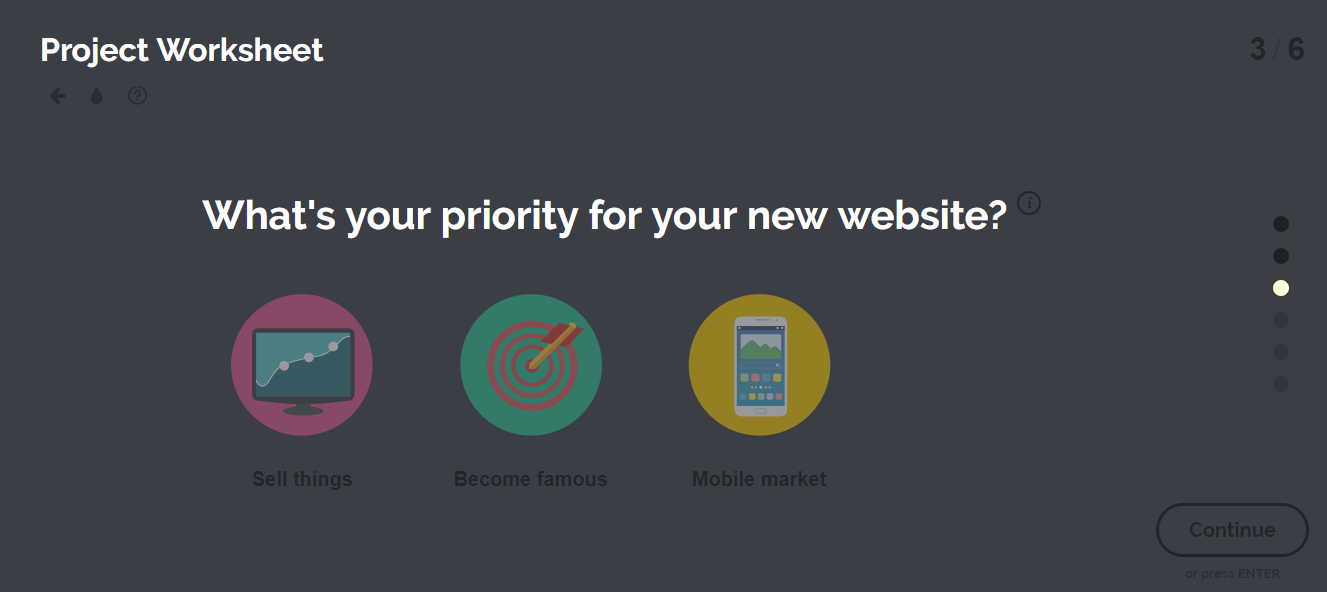 Project Worksheet
3 / 6
What's your priority for your new website?
Sell things
Become famous
Mobile market
Continue
or press ENTER